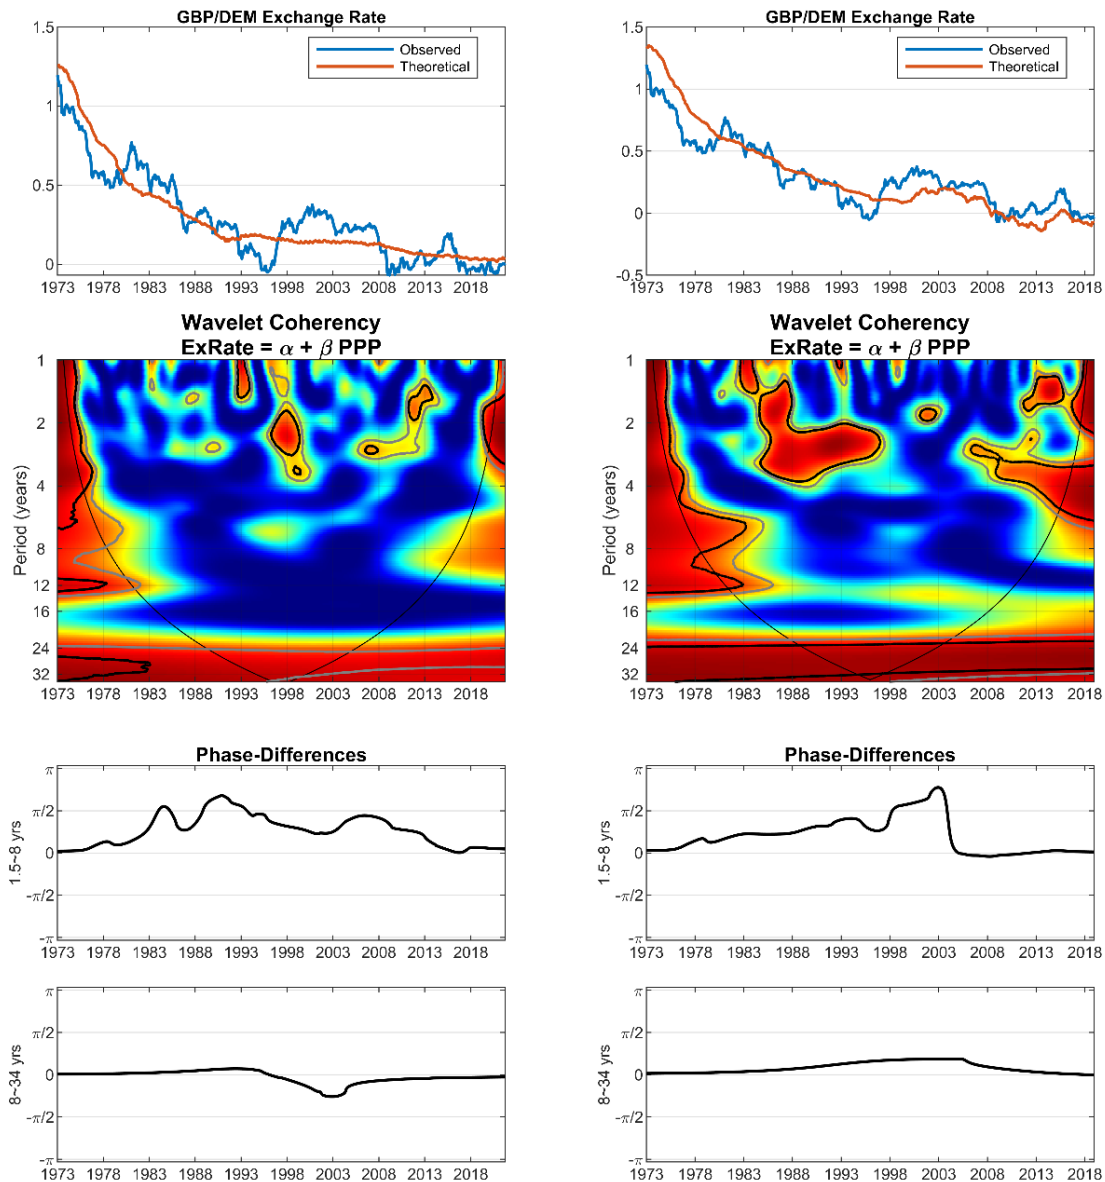 GBP/DEM Exchange Rate
1.5
1
0.5
0
Observed
Theoretical
1973 1978 1983 1988 1993 1998 2003 2008 2013 2018
Wavelet Coherency
ExRate = α + β PPP
Period (years)
1
2
4
8
12
16
24
32
1973 1978 1983 1988 1993 1998 2003 2008 2013 2018
Phase-Differences
1.5~8 yrs
π
π/2
0
-π/2
-π
1973 1978 1983 1988 1993 1998 2003 2008 2013 2018
8~34 yrs
π
π/2
0
-π/2
-π
1973 1978 1983 1988 1993 1998 2003 2008 2013 2018
GBP/DEM Exchange Rate
1.5
1
0.5
0
-0.5
Observed
Theoretical
1973 1978 1983 1988 1993 1998 2003 2008 2013 2018
Wavelet Coherency
ExRate = α + β PPP
Period (years)
1
2
4
8
12
16
24
32
1973 1978 1983 1988 1993 1998 2003 2008 2013 2018
Phase-Differences
1.5~8 yrs
π
π/2
0
-π/2
-π
1973 1978 1983 1988 1993 1998 2003 2008 2013 2018
8~34 yrs
π
π/2
0
-π/2
-π
1973 1978 1983 1988 1993 1998 2003 2008 2013 2018